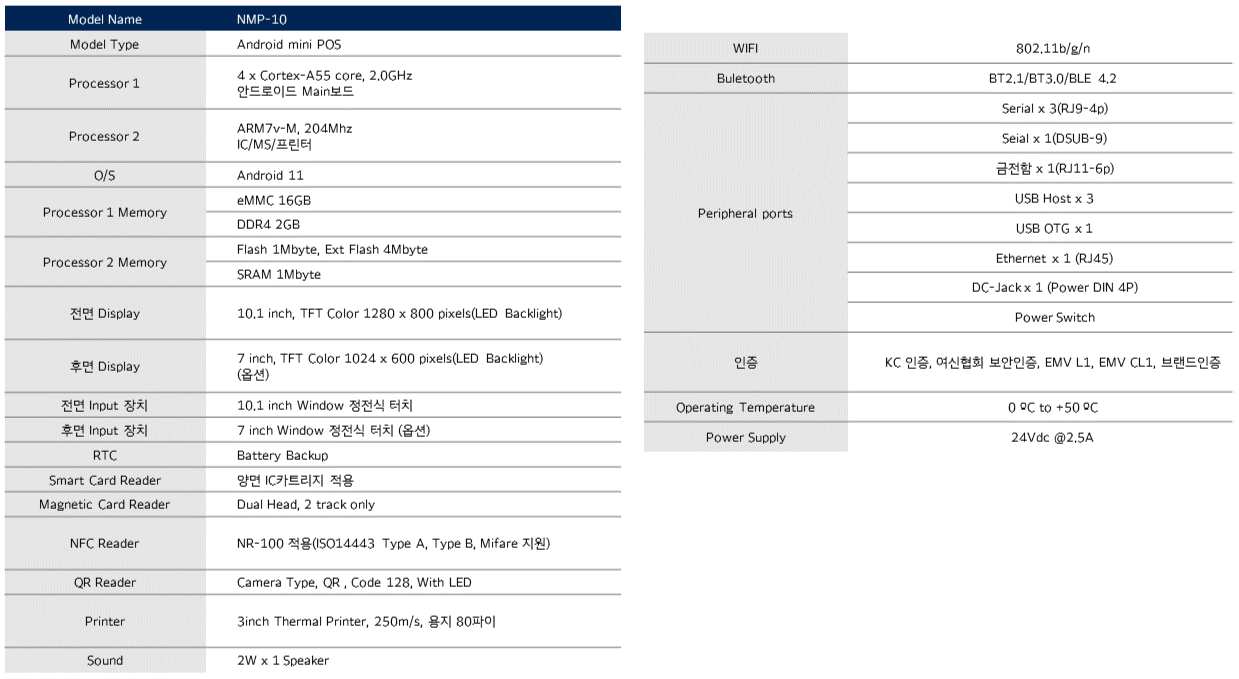 Model Name NMP-10
Model Type Android mini POS
Processor 1 4 x Cortex-A55 core, 2.0GHz
안드로이드 Main보드
Processor 2 ARM7v-M, 204Mhz
IC/MS/프린터
O/S Android 11
Processor 1 Memory eMMC 16GB
DDR4 2GB
Processor 2 Memory Flash 1Mbyte, Ext Flash 4Mbyte
SRAM 1Mbyte
전면 Display 10.1 inch, TFT Color 1280 x 800 pixels(LED Backlight)
후면 Display 7 inch, TFT Color 1024 x 600 pixels(LED Backlight)
(옵션)
전면 Input 장치 10.1 inch Window 정전식 터치
후면 Input 장치 7 inch Window 정전식 터치 (옵션)
RTC Battery Backup
Smart Card Reader 양면 IC카트리지 적용
Magnetic Card Reader Dual Head, 2 track only
NFC Reader NR-100 적용(ISO14443 Type A, Type B, Mifare 지원)
QR Reader Camera Type, QR , Code 128, With LED
Printer 3inch Thermal Printer, 250m/s, 용지 80파이
Sound 2W x 1 Speaker
WIFI 802.11b/g/n
Buletooth BT2.1/BT3.0/BLE 4.2
Peripheral ports Serial x 3(RJ9-4p)
Seial x 1(DSUB-9)
금전함 x 1(RJ11-6p)
USB Host x 3
USB OTG x 1
Ethernet x 1 (RJ45)
DC-Jack x 1 (Power DIN 4P)
Power Switch
인증 KC 인증, 여신협회 보안인증, EMV L1, EMV CL1, 브랜드인증
Operating Temperature 0 ºC to +50 ºC
Power Supply 24Vdc @2.5A